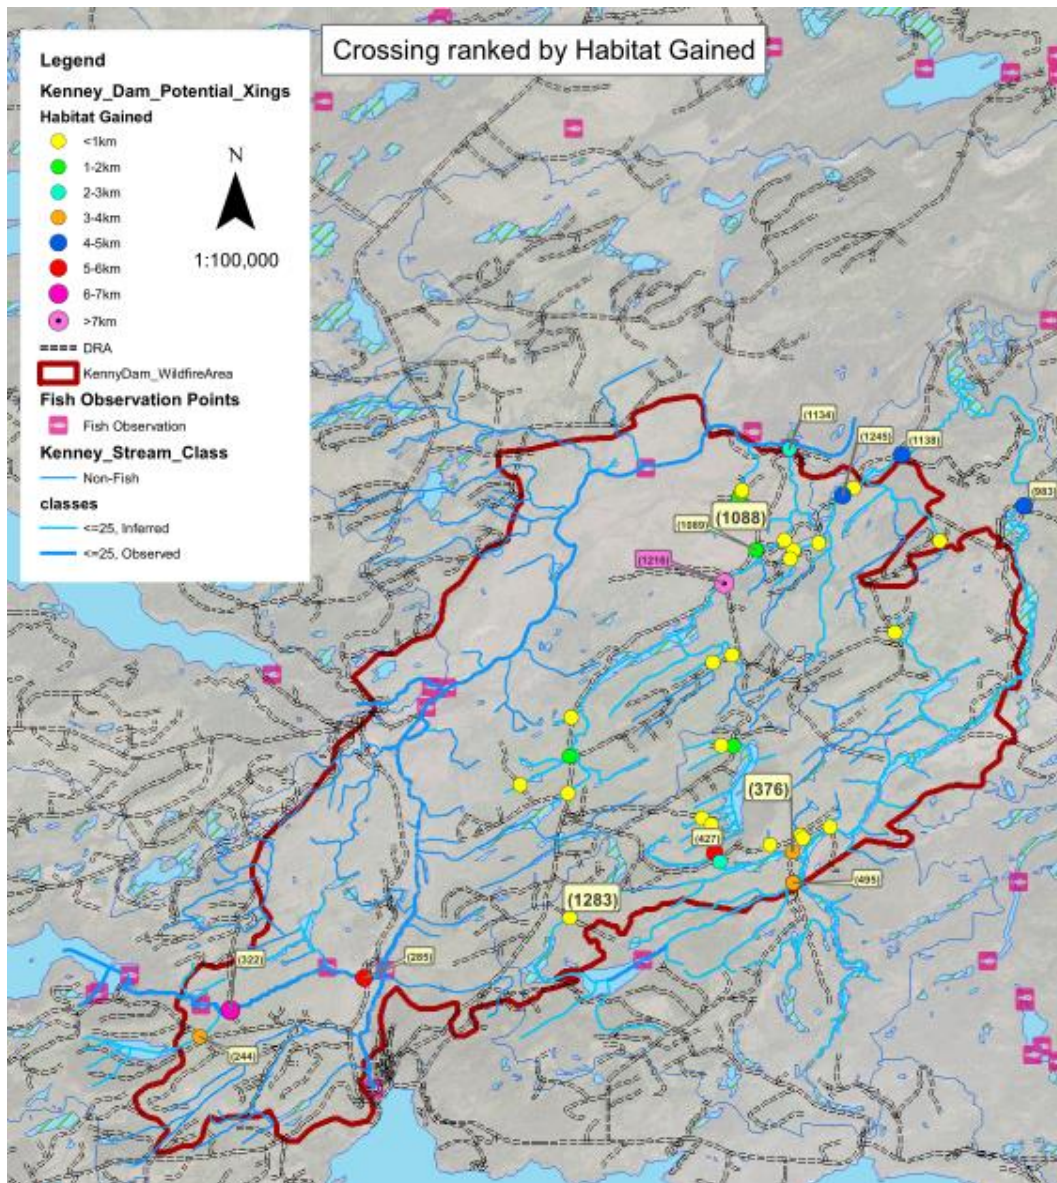 Crossing ranked by Habitat Gained
Legend
Kenney_Dam_Potential_Xings
Habitat Gained
<1km
1-2km
2-3km
3-4km
4-5km
5-6km
6-7km
>7km
N
1:100,000
DRA
KennyDam_WildfireArea
Fish Observation Points
Fish Observation
Kenney_Stream_Class
Non-Fish
classes
<=25, Inferred
<=25, Observed
(1134)
(1245)
(1138)
(983)
(1088)
(1089)
(1216)
(376)
(427)
(495)
(1283)
(322)
(285)
(244)